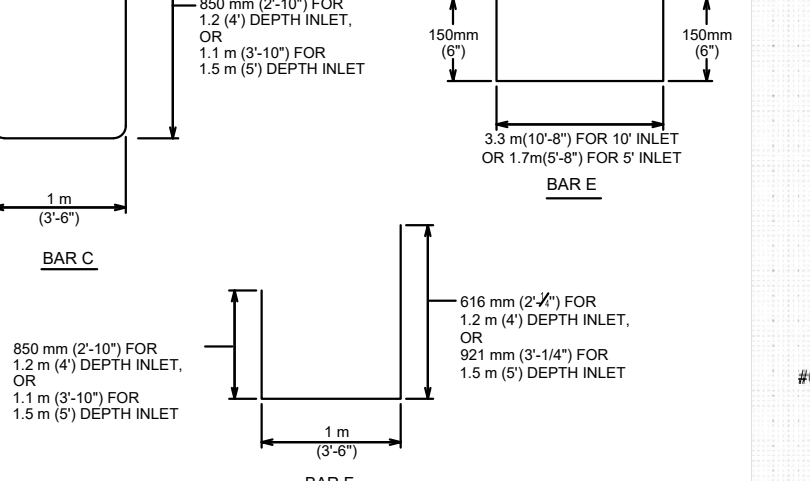 850 mm (2'-10") FOR
1.2 (4') DEPTH INLET,
OR
1.1 m (3'-10") FOR
1.5 m (5') DEPTH INLET
150mm
(6")
150mm
(6")
3.3 m(10'-8") FOR 10' INLET
OR 1.7m(5'-8") FOR 5' INLET
BAR E
1 m
(3'-6")
BAR C
616 mm (2'-¼") FOR
1.2 m (4') DEPTH INLET,
OR
921 mm (3'-1/4") FOR
1.5 m (5') DEPTH INLET
850 mm (2'-10") FOR
1.2 m (4') DEPTH INLET,
OR
1.1 m (3'-10") FOR
1.5 m (5') DEPTH INLET
1 m
(3'-6")